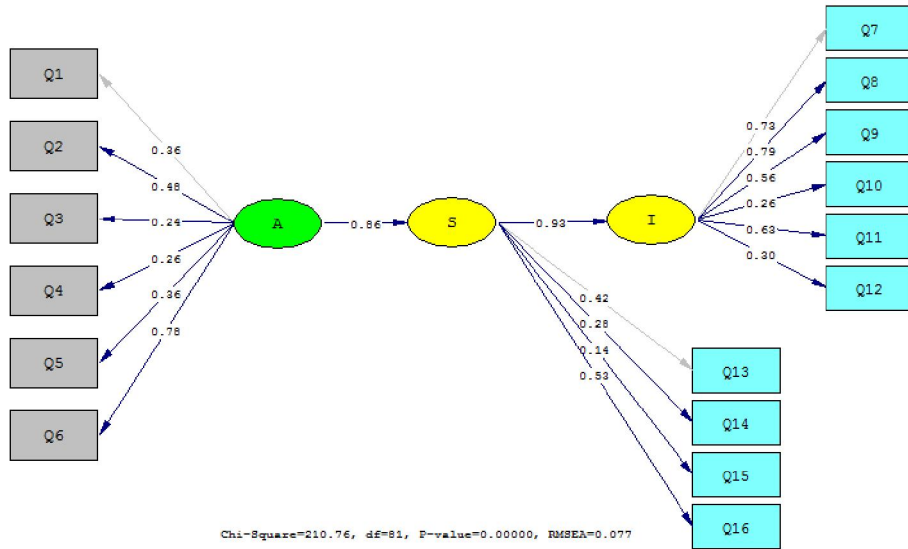 Q1
Q2
Q3
Q4
Q5
Q6
0.36
0.48
0.24
0.26
0.36
0.78
A
0.86
S
0.93
I
0.73
0.79
0.56
0.26
0.63
0.30
Q7
Q8
Q9
Q10
Q11
Q12
0.42
0.28
0.14
0.53
Q13
Q14
Q15
Q16
Chi-Square=210.76, df=81, P-value=0.00000, RMSEA=0.077